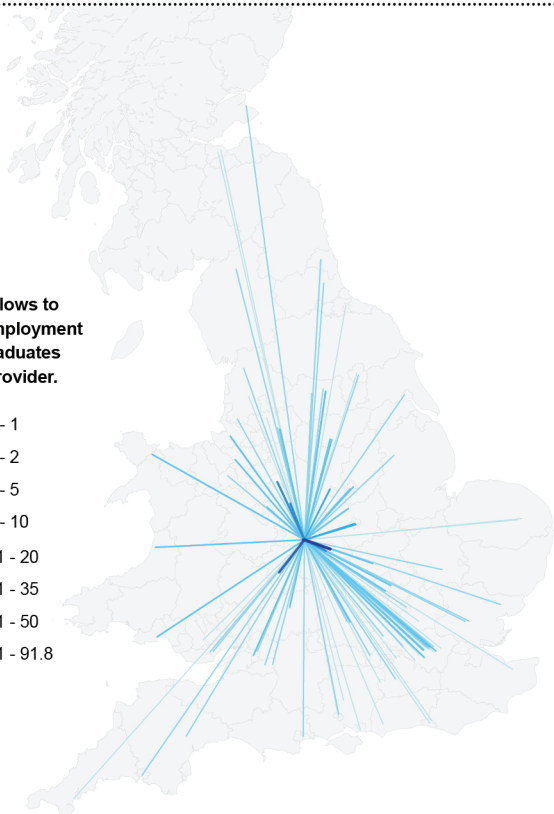 lows to
nployment
aduates
rovider.
- 1
- 2
- 5
- 10
1 - 20
1 - 35
1 - 50
1 - 91.8